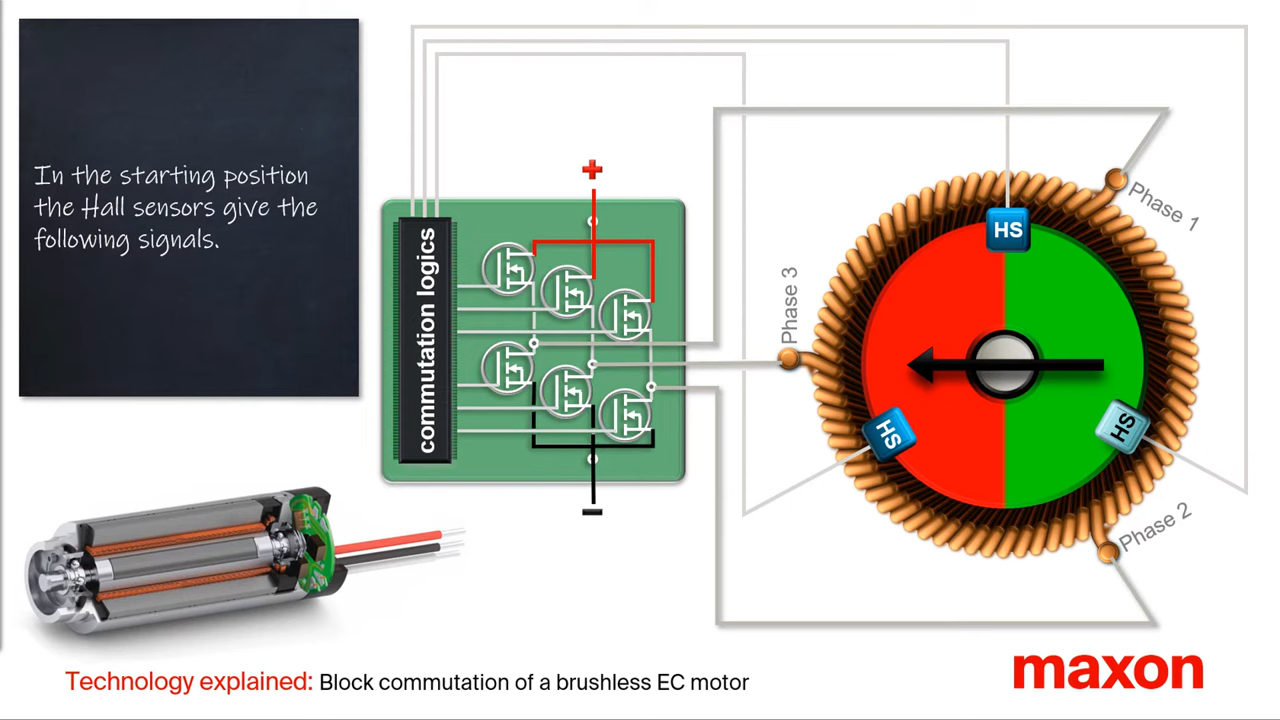 In the starting position
the Hall sensors give the
following signals.
+
commutation logics
-
HS
HS
HS
Phase 1
Phase 3
Phase 2
Technology explained: Block commutation of a brushless EC motor
maxon